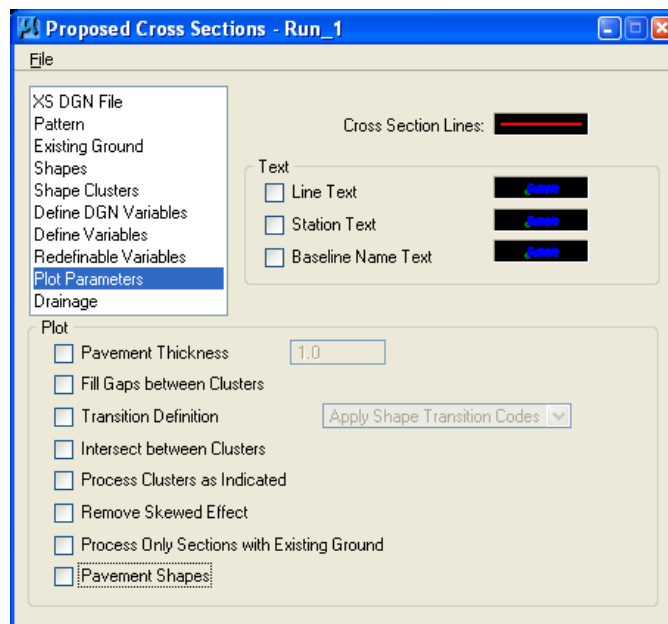 Proposed Cross Sections - Run_1
File
XS DGN File
Pattern
Existing Ground
Shapes
Shape Clusters
Define DGN Variables
Define Variables
Redefinable Variables
Plot Parameters
Drainage
Cross Section Lines:
Text
Line Text
Station Text
Baseline Name Text
Plot
Pavement Thickness 1.0
Fill Gaps between Clusters
Transition Definition Apply Shape Transition Codes
Intersect between Clusters
Process Clusters as Indicated
Remove Skewed Effect
Process Only Sections with Existing Ground
Pavement Shapes